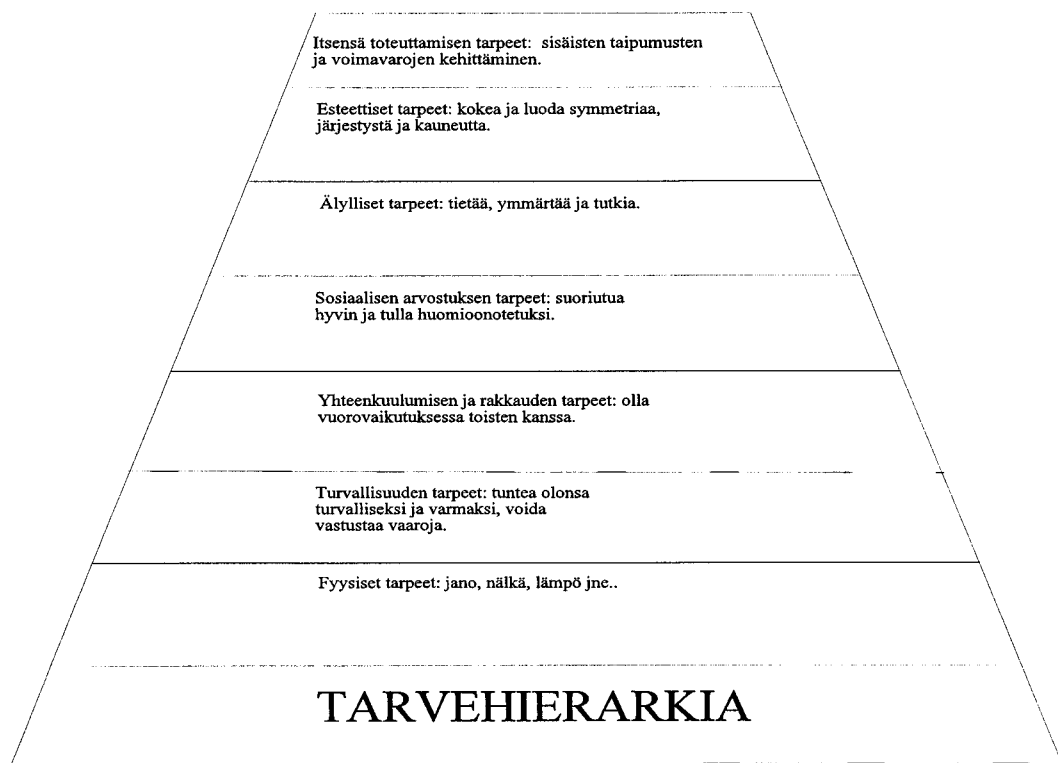 Itsensä toteuttamisen tarpeet: sisäisten taipumusten
ja voimavarojen kehittäminen.
Esteettiset tarpeet: kokea ja luoda symmetriaa,
järjestystä ja kauneutta.
Älylliset tarpeet: tietää, ymmärtää ja tutkia.
Sosiaalisen arvostuksen tarpeet: suoriutua
hyvin ja tulla huomioonotetuksi.
Yhteenkuulumisen ja rakkauden tarpeet: olla
vuorovaikutuksessa toisten kanssa.
Turvallisuuden tarpeet: tuntea olonsa
turvalliseksi ja varmaksi, voida
vastustaa vaaroja.
Fyysiset tarpeet: jano, nälkä, lämpö jne..
TARVEHIERARKIA